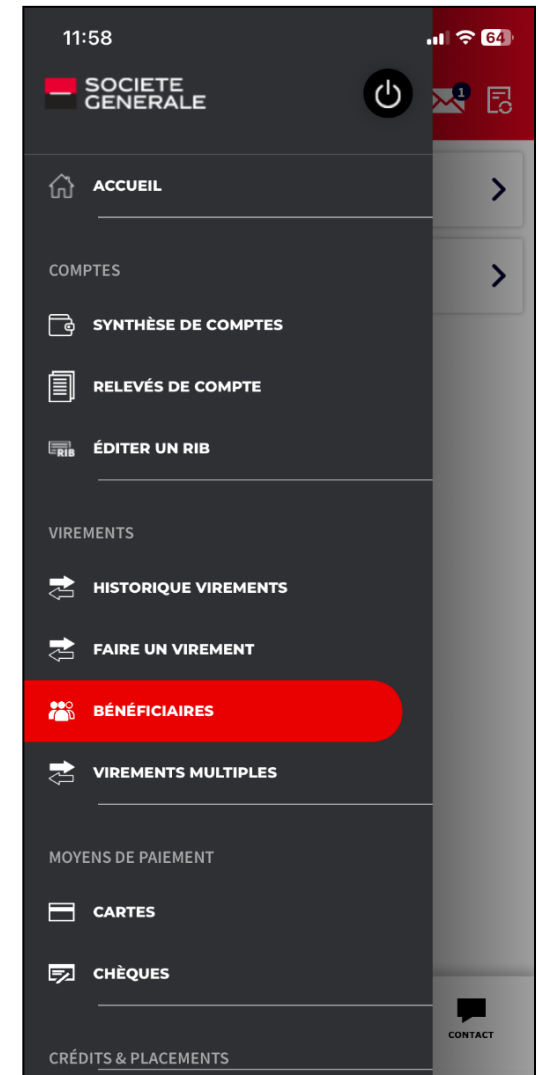 11:58
64
SOCIETE
GENERALE
1
ACCUEIL
COMPTES
SYNTHÈSE DE COMPTES
RELEVÉS DE COMPTE
RIB
ÉDITER UN RIB
VIREMENTS
HISTORIQUE VIREMENTS
FAIRE UN VIREMENT
BÉNÉFICIAIRES
VIREMENTS MULTIPLES
MOYENS DE PAIEMENT
CARTES
CHÈQUES
CONTACT
CRÉDITS & PLACEMENTS